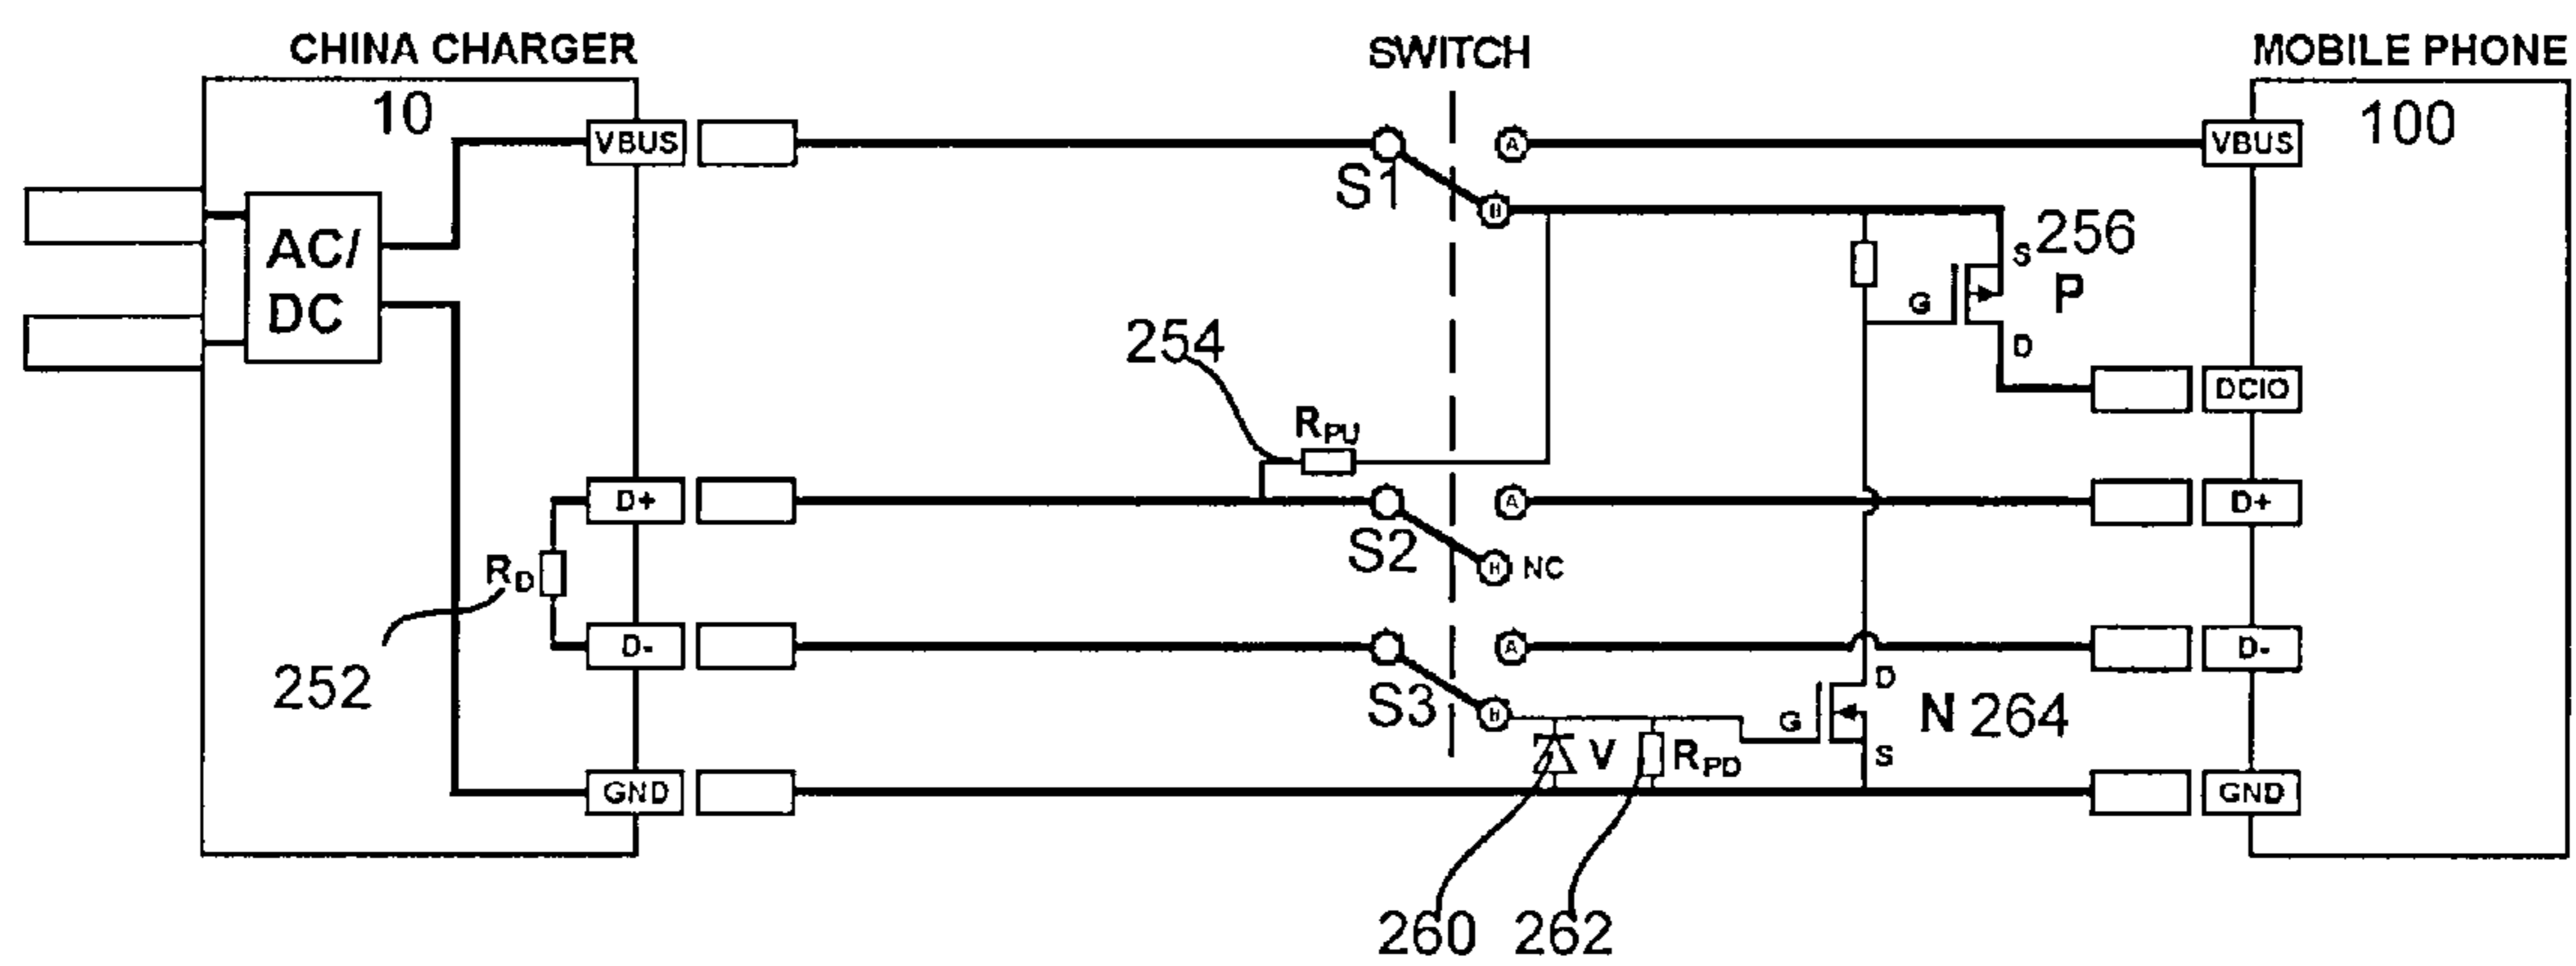 CHINA CHARGER
SWITCH
MOBILE PHONE
10
100
VBUS
A
VBUS
S1
H
AC/
DC
S
256
P
G
D
254
DCIO
RPU
D+
A
D+
S2
H
NC
RD
D-
A
D-
252
S3
H
D
G
N
264
S
V
RPD
GND
GND
260
262